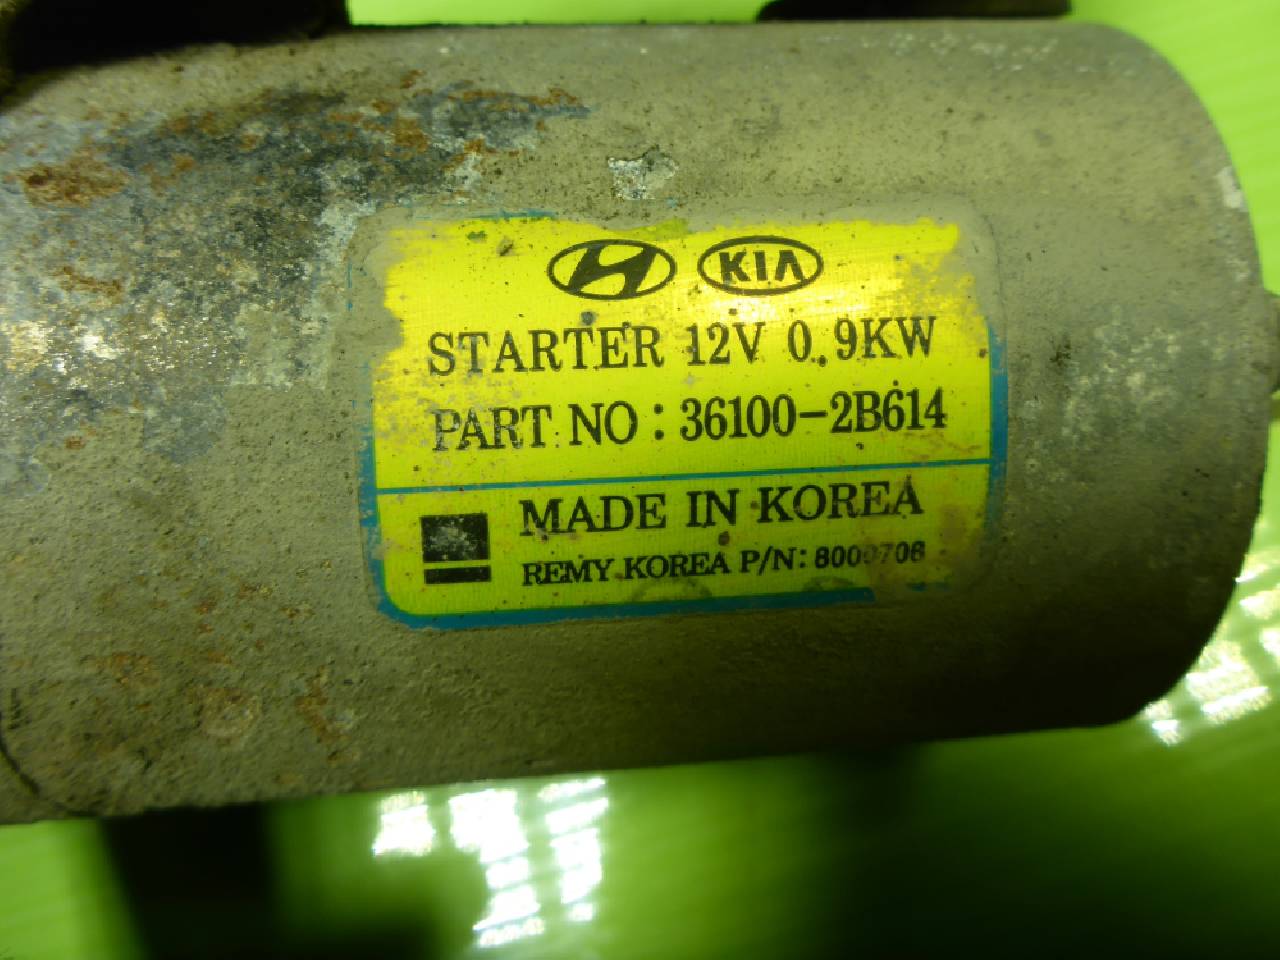 KIA
STARTER 12V 0.9KW
PART NO : 36100-2B614
MADE IN KOREA
REMY KOREA P/N: 8000706